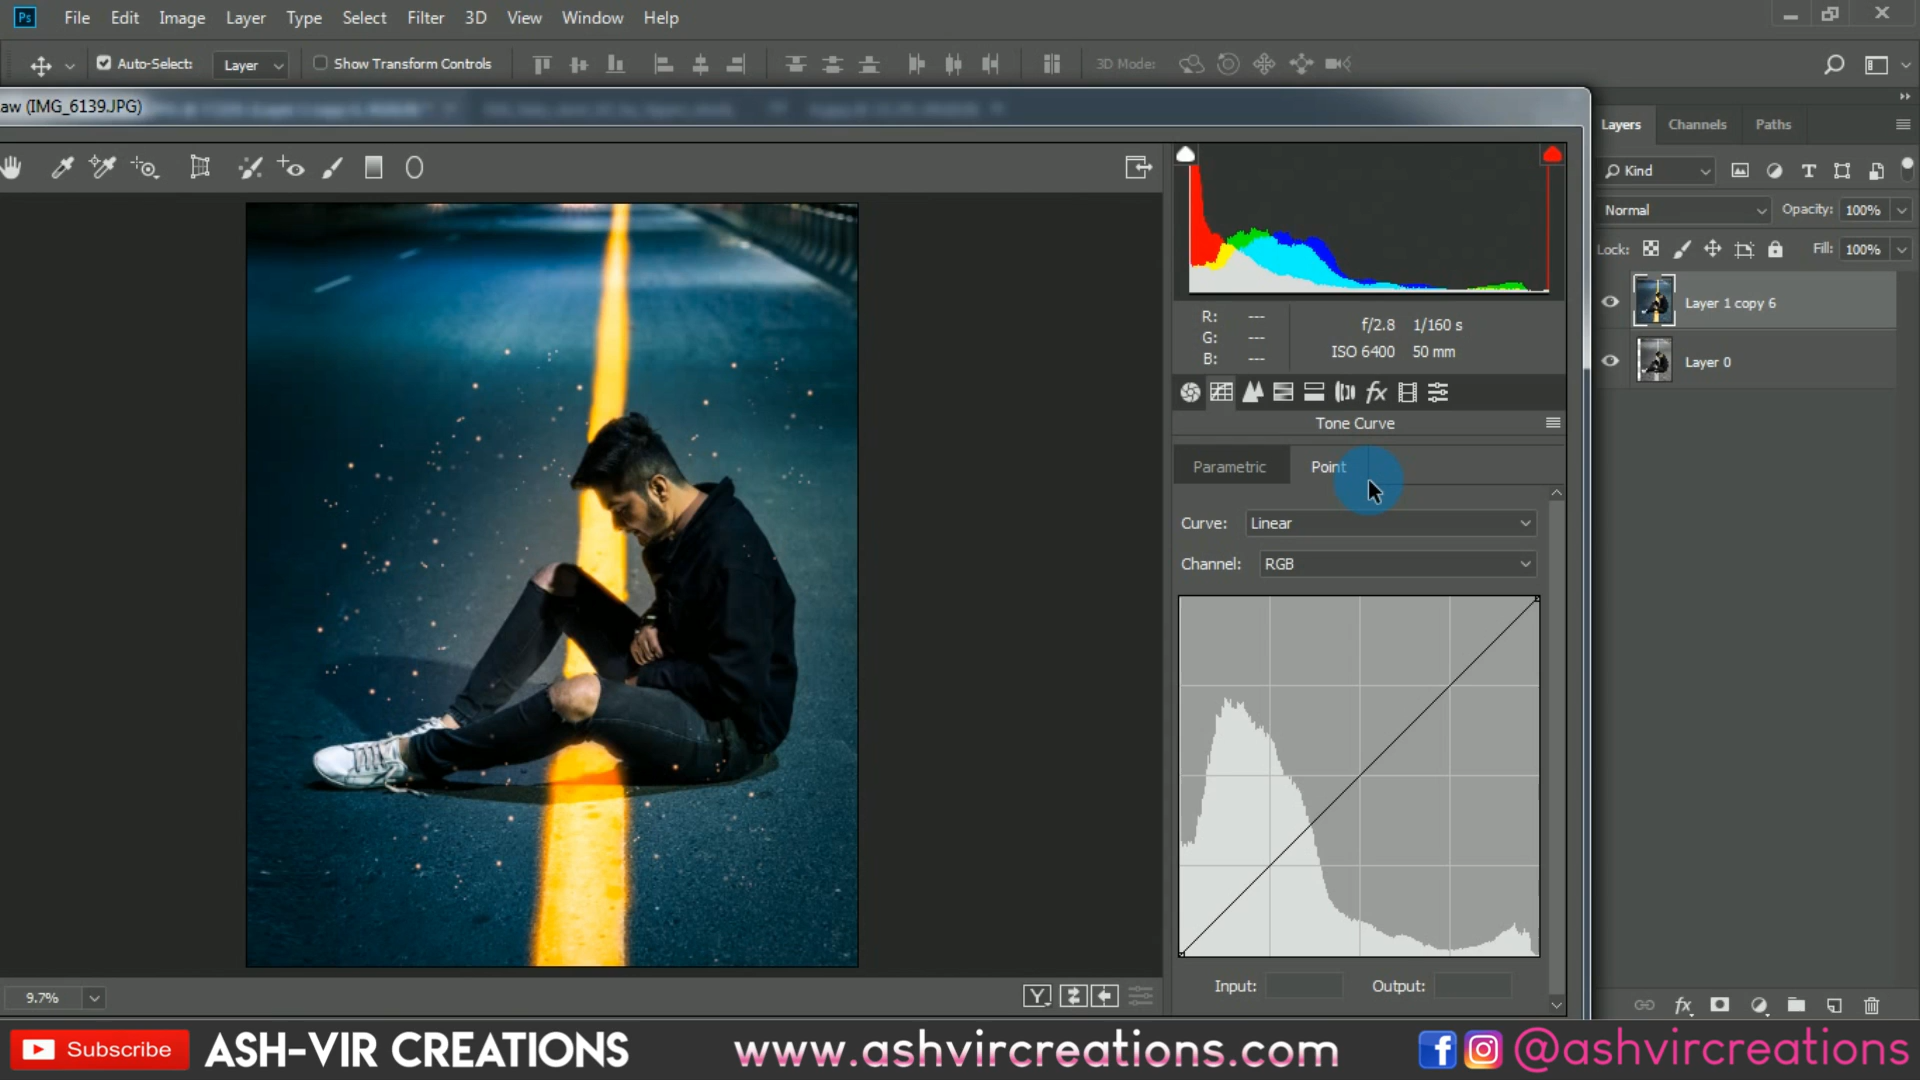 Ps File Edit Image Layer Type Select Filter 3D View Window Help
Auto-Select: Layer Show Transform Controls 3D Mode:
aw (IMG_6139.JPG)
Layers Channels Paths
Kind
Normal Opacity: 100%
Lock: Fill: 100%
Layer 1 copy 6
Layer 0
R: ---
G: ---
B: ---
f/2.8 1/160 s
ISO 6400 50 mm
fx
Tone Curve
Parametric Point
Curve: Linear
Channel: RGB
Input: Output:
9.7% Y
fx
Subscribe ASH-VIR CREATIONS www.ashvircreations.com @ashvircreations